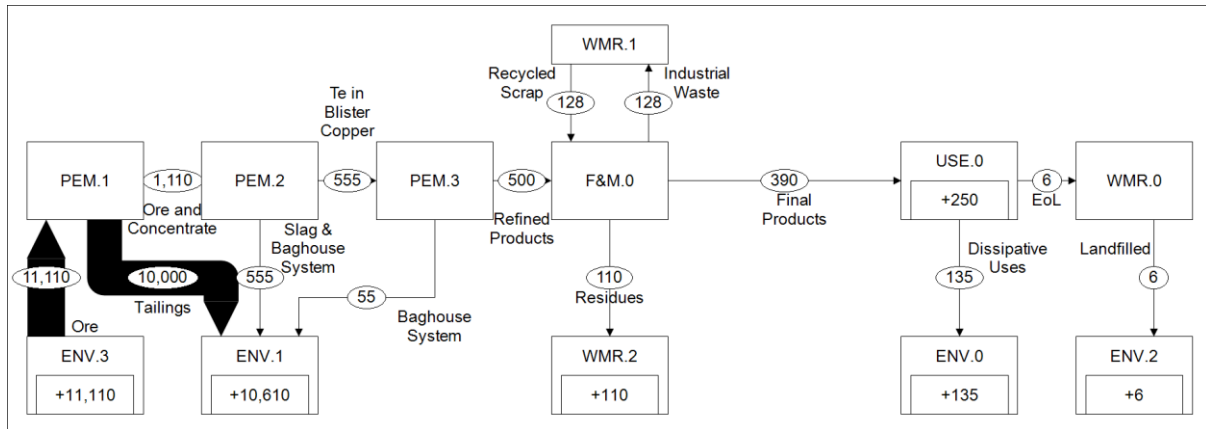 WMR.1
Recycled
Scrap
Industrial
Waste
128
128
Te in
Blister
Copper
PEM.1
1,110
PEM.2
555
PEM.3
500
F&M.0
390
USE.0
+250
6
WMR.0
Ore and
Concentrate
Slag &
Baghouse
System
Refined
Products
Final
Products
EoL
Dissipative
Uses
Landfilled
11,110
10,000
555
55
110
135
6
Tailings
Residues
Baghouse
System
Ore
ENV.3
+11,110
ENV.1
+10,610
WMR.2
+110
ENV.0
+135
ENV.2
+6